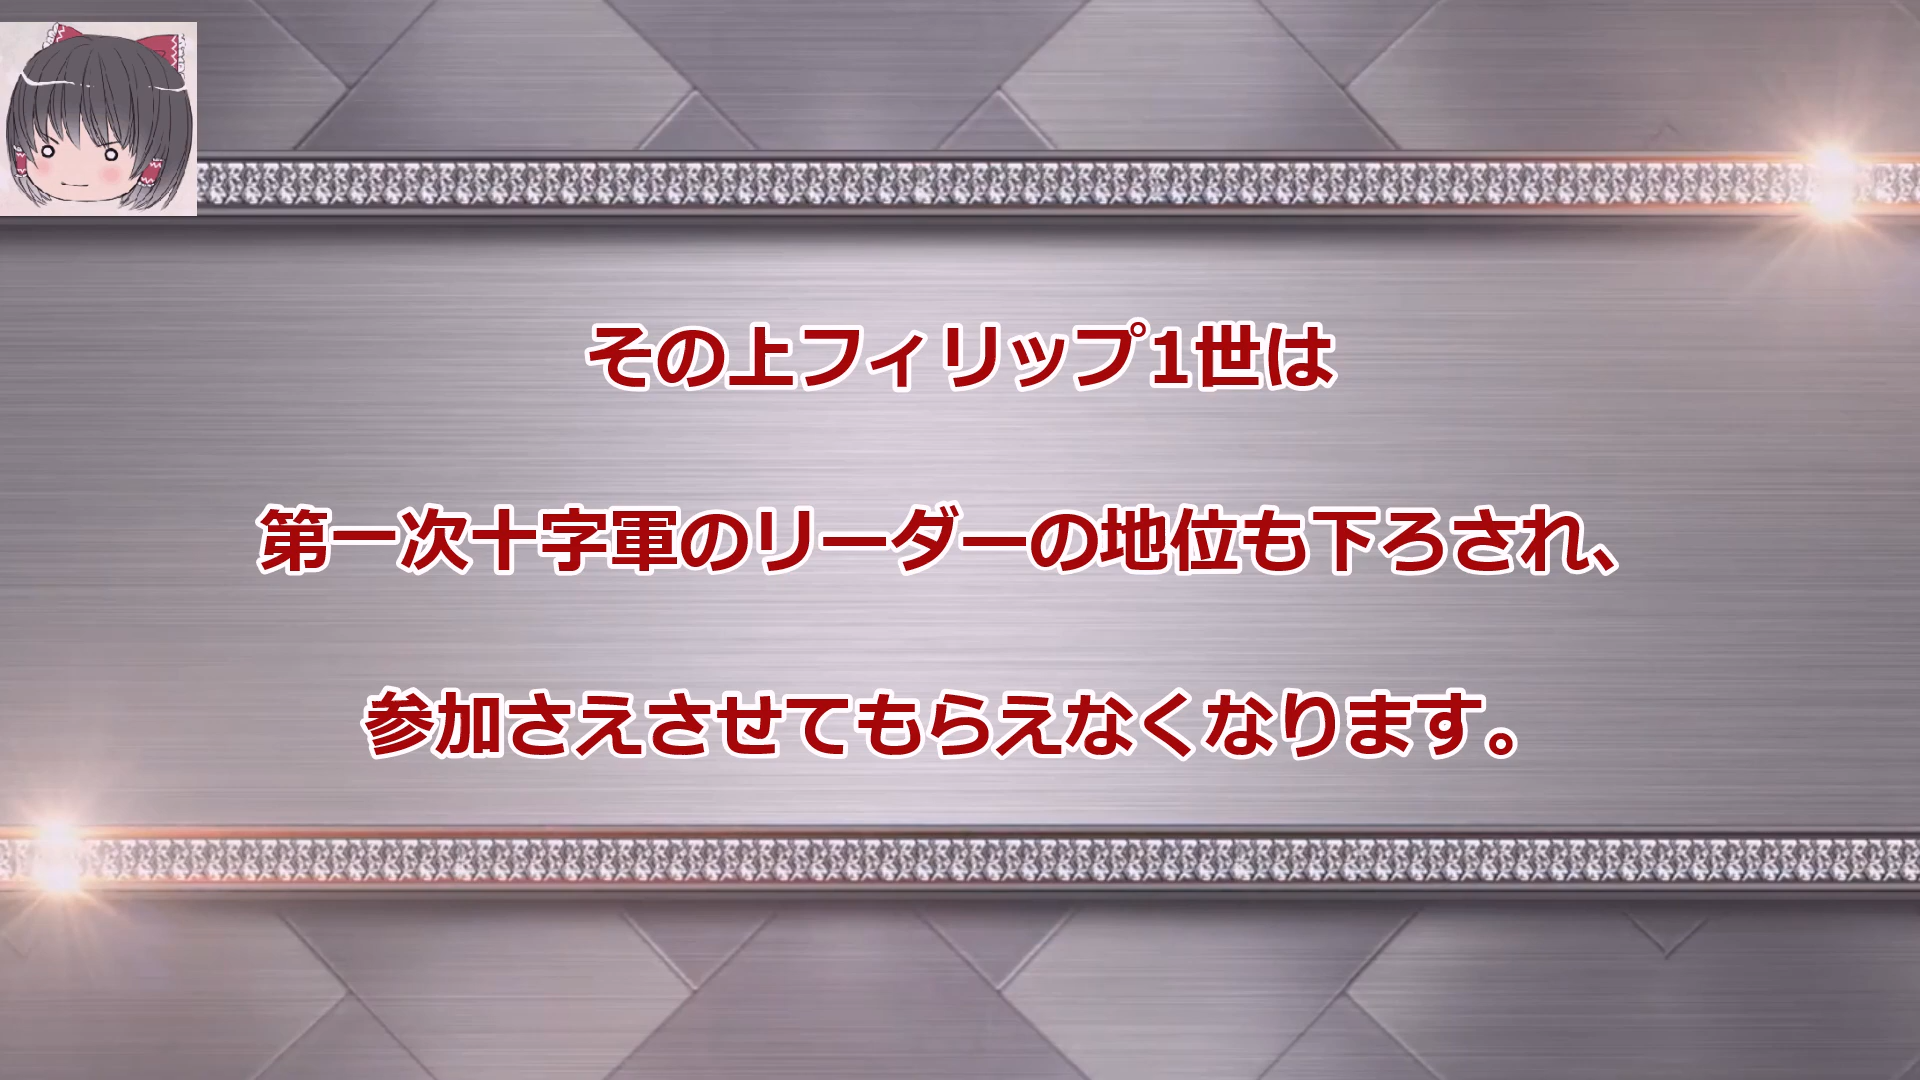 その上フィリップ1世は
第一次十字軍のリーダーの地位も下ろされ、
参加さえさせてもらえなくなります。